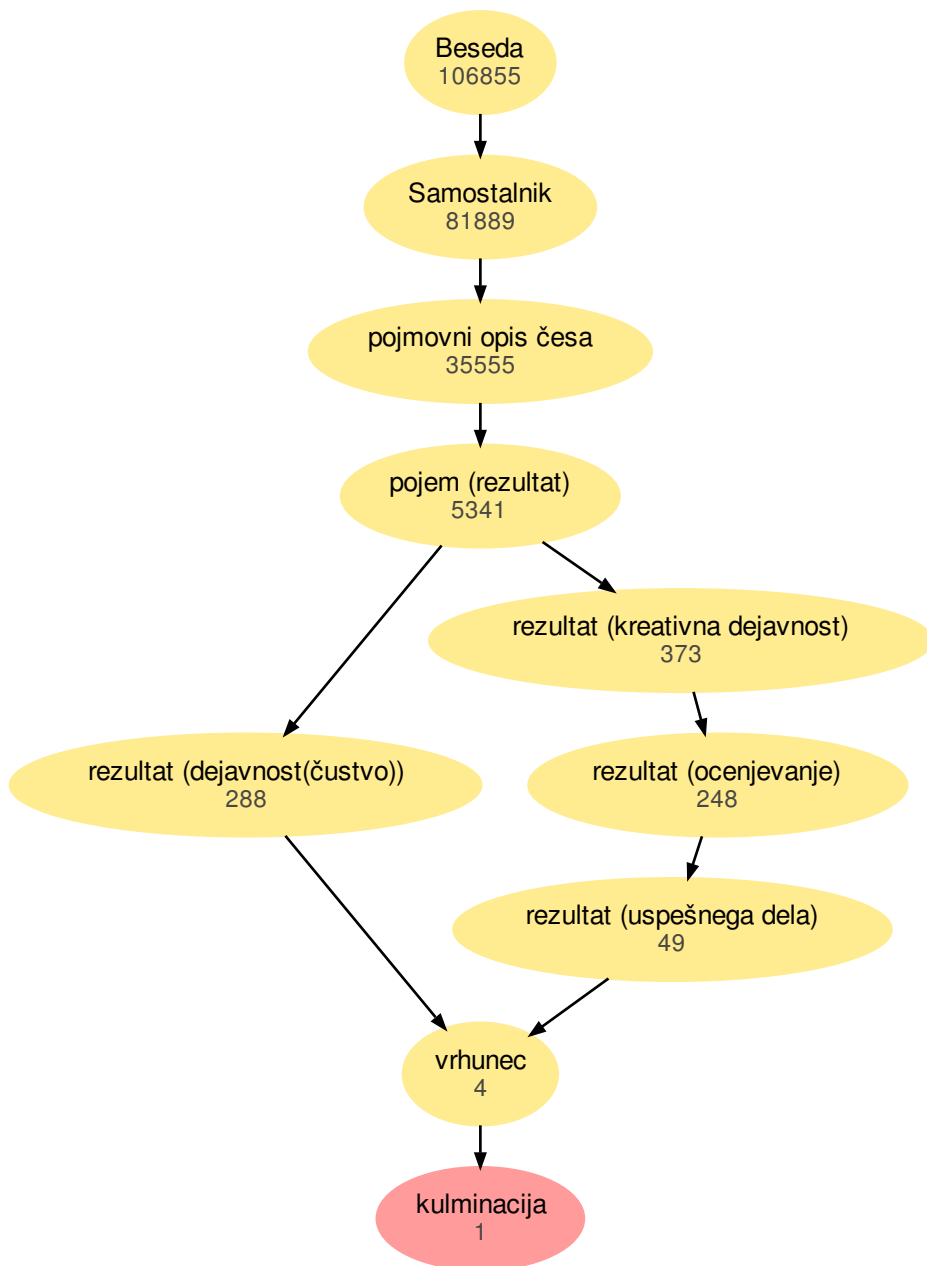 Beseda
106855
Samostalnik
81889
pojmovni opis česa
35555
pojem (rezultat)
5341
rezultat (kreativna dejavnost)
373
rezultat (dejavnost(čustvo))
288
rezultat (ocenjevanje)
248
rezultat (uspešnega dela)
49
vrhunec
4
kulminacija
1